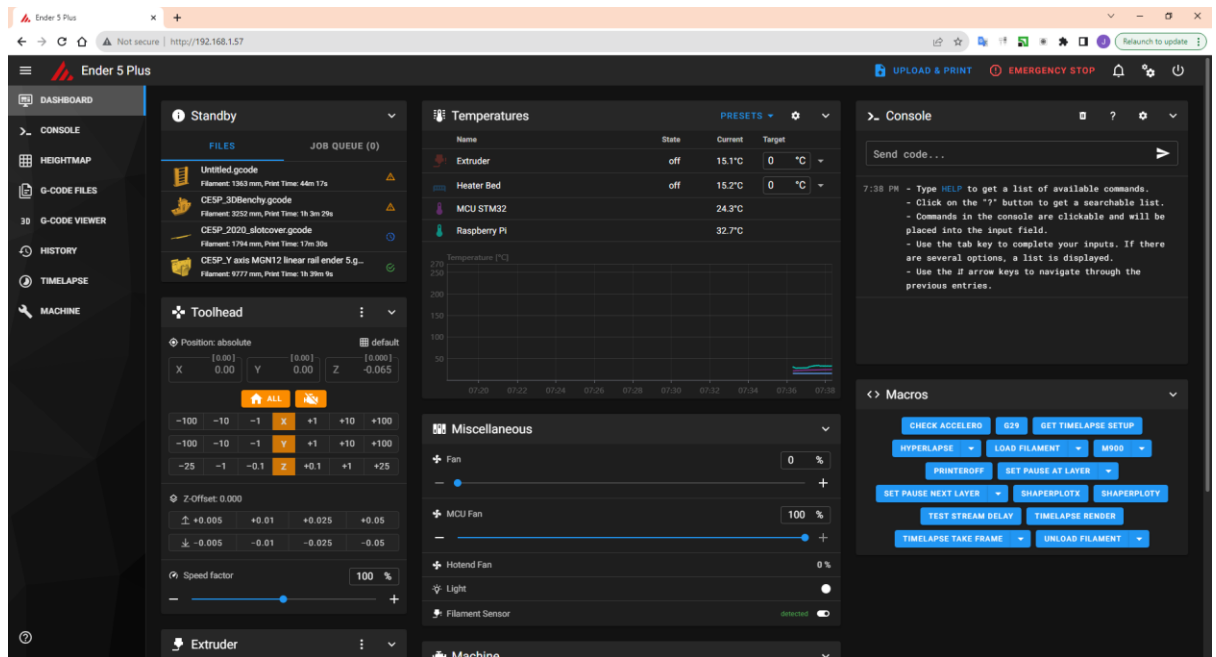 Ender 5 Plus
Not secure | http://192.168.1.57
Relaunch to update
Ender 5 Plus
UPLOAD & PRINT
EMERGENCY STOP
DASHBOARD
CONSOLE
HEIGHTMAP
G-CODE FILES
3D G-CODE VIEWER
HISTORY
TIMELAPSE
MACHINE
Standby
FILES JOB QUEUE (0)
Untitled.gcode
Filament: 1363 mm, Print Time: 44m 17s
CE5P_3DBenchy.gcode
Filament: 3252 mm, Print Time: 1h 3m 29s
CE5P_2020_slotcover.gcode
Filament: 1794 mm, Print Time: 17m 30s
CE5P_Y axis MGN12 linear rail ender 5.g...
Filament: 9777 mm, Print Time: 1h 39m 9s
Toolhead
Position: absolute default
[0.00] [0.00] [0.000]
X 0.00 Y 0.00 Z -0.065
ALL
-100 -10 -1 X +1 +10 +100
-100 -10 -1 Y +1 +10 +100
-25 -1 -0.1 Z +0.1 +1 +25
Z-Offset: 0.000
+0.005 +0.01 +0.025 +0.05
-0.005 -0.01 -0.025 -0.05
Speed factor 100 %
Extruder
Temperatures PRESETS
Name State Current Target
Extruder off 15.1°C 0 °C
Heater Bed off 15.2°C 0 °C
MCU STM32 24.3°C
Raspberry Pi 32.7°C
Temperature [°C]
270
250
200
150
100
50
07:20 07:22 07:24 07:26 07:28 07:30 07:32 07:34 07:36 07:38
Miscellaneous
Fan 0 %
MCU Fan 100 %
Hotend Fan 0 %
Light
Filament Sensor detected
Machine
Console
Send code...
7:38 PM - Type HELP to get a list of available commands.
- Click on the "?" button to get a searchable list.
- Commands in the console are clickable and will be
placed into the input field.
- Use the tab key to complete your inputs. If there
are several options, a list is displayed.
- Use the ⇵ arrow keys to navigate through the
previous entries.
Macros
CHECK ACCELERO G29 GET TIMELAPSE SETUP
HYPERLAPSE LOAD FILAMENT M900
PRINTEROFF SET PAUSE AT LAYER
SET PAUSE NEXT LAYER SHAPERPLOTX SHAPERPLOTY
TEST STREAM DELAY TIMELAPSE RENDER
TIMELAPSE TAKE FRAME UNLOAD FILAMENT